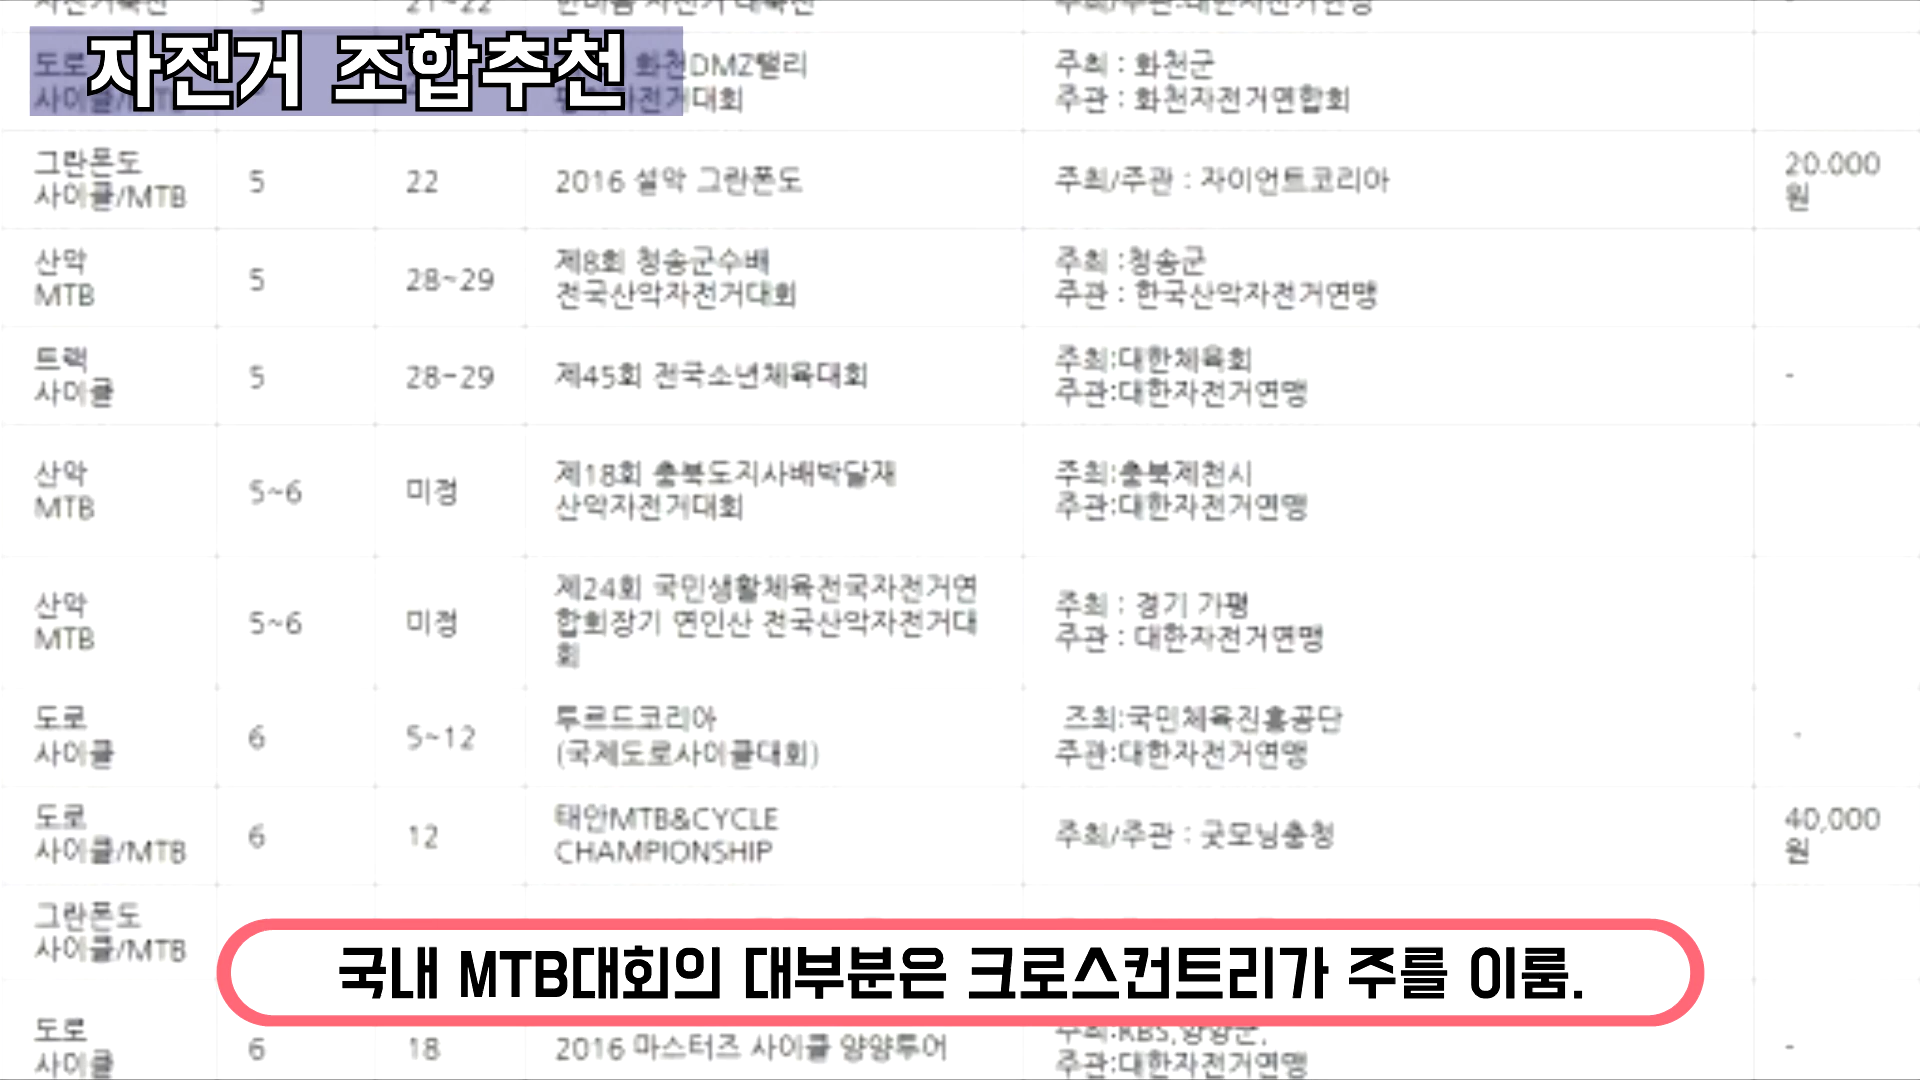 자전거 조합추천
화천DMZ랠리
주최 : 화천군
주관 : 화천자전거연합회
그란폰도
사이클/MTB
5
22
2016 설악 그란폰도
주최/주관 : 자이언트코리아
20.000
원
산악
MTB
5
28~29
제8회 청송군수배
전국산악자전거대회
주최 :청송군
주관 : 한국산악자전거연맹
트랙
사이클
5
28-29
제45회 전국소년체육대회
주최:대한체육회
주관:대한자전거연맹
-
산악
MTB
5~6
미정
제18회 충북도지사배박달재
산악자전거대회
주최:충북제천시
주관:대한자전거연맹
산악
MTB
5~6
미정
제24회 국민생활체육전국자전거연
합회장기 연인산 전국산악자전거대
회
주최 : 경기 가평
주관 : 대한자전거연맹
도로
사이클
6
5~12
투르드코리아
(국제도로사이클대회)
즈최:국민체육진흥공단
주관:대한자전거연맹
-
도로
사이클/MTB
6
12
태안MTB&CYCLE
CHAMPIONSHIP
주최/주관 : 굿모닝충청
40,000
원
그란폰도
사이클/MTB
국내 MTB대회의 대부분은 크로스컨트리가 주를 이룸.
도로
사이클
6
18
2016 마스터즈 사이클 양양투어
주최:KBS,양양군,
주관:대한자전거연맹
-